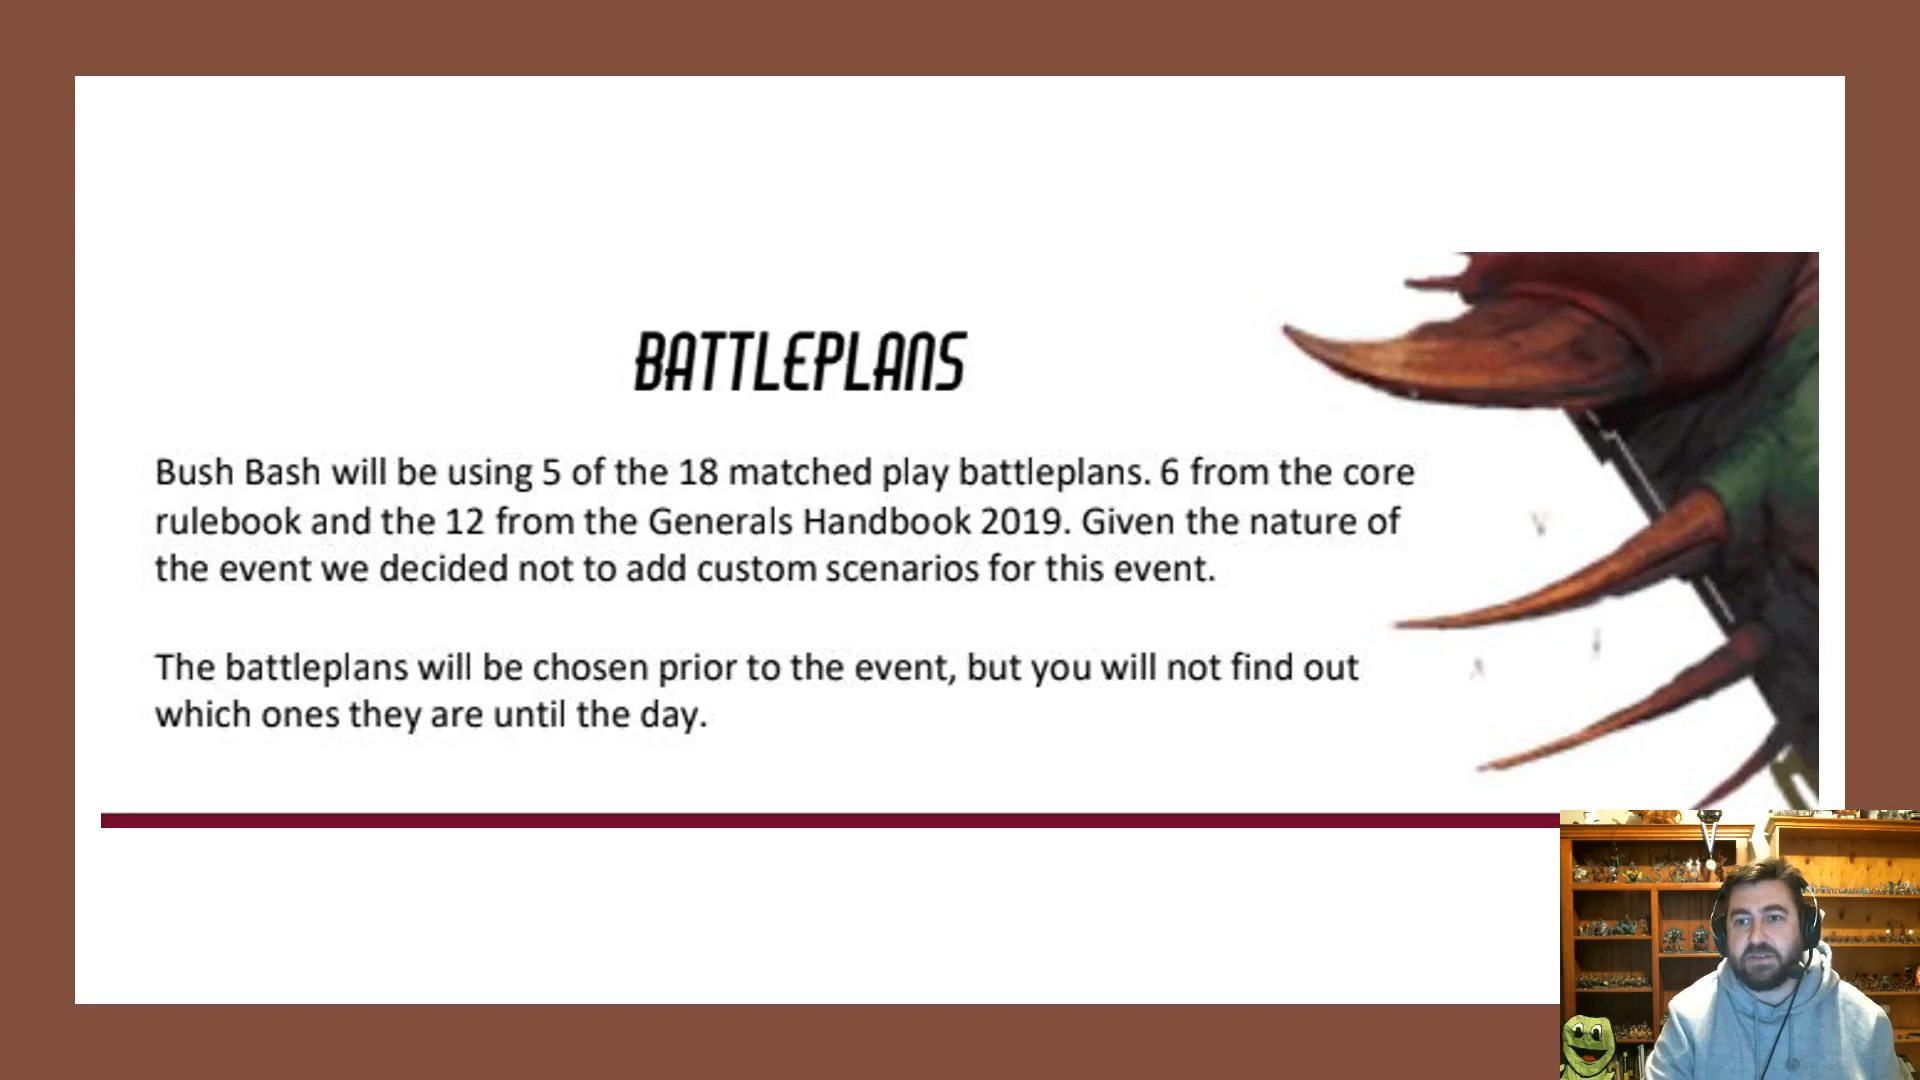 BATTLEPLANS
Bush Bash will be using 5 of the 18 matched play battleplans. 6 from the core
rulebook and the 12 from the Generals Handbook 2019. Given the nature of
the event we decided not to add custom scenarios for this event.
The battleplans will be chosen prior to the event, but you will not find out
which ones they are until the day.